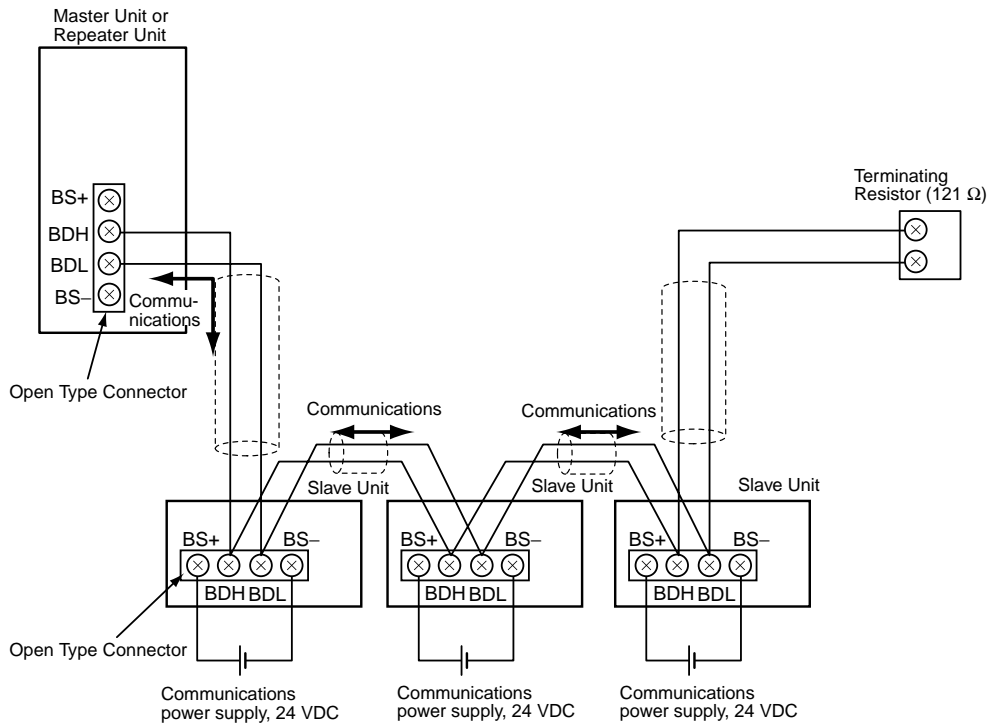 Master Unit or
Repeater Unit
BS+
BDH
BDL
BS–
Commu-
nications
Open Type Connector
Terminating
Resistor (121 Ω)
Communications
Communications
Slave Unit
Slave Unit
Slave Unit
BS+
BS–
BDH BDL
BS+
BS–
BDH BDL
BS+
BS–
BDH BDL
Open Type Connector
Communications
power supply, 24 VDC
Communications
power supply, 24 VDC
Communications
power supply, 24 VDC